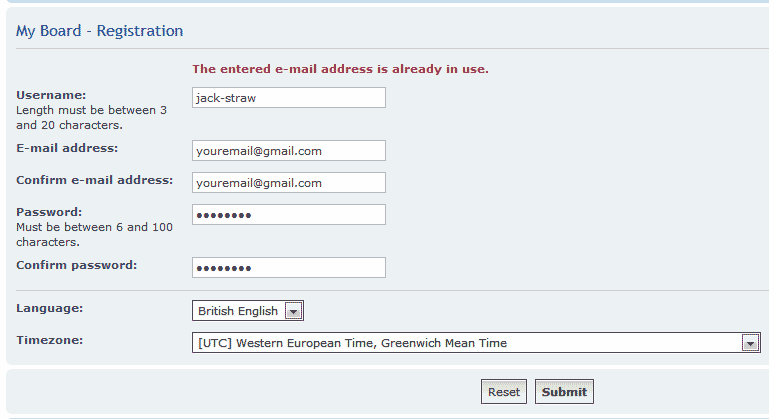 My Board - Registration
The entered e-mail address is already in use.
Username:
Length must be between 3
and 20 characters.
jack-straw
E-mail address:
youremail@gmail.com
Confirm e-mail address:
youremail@gmail.com
Password:
Must be between 6 and 100
characters.
••••••••
Confirm password:
••••••••
Language:
British English
Timezone:
[UTC] Western European Time, Greenwich Mean Time
Reset
Submit